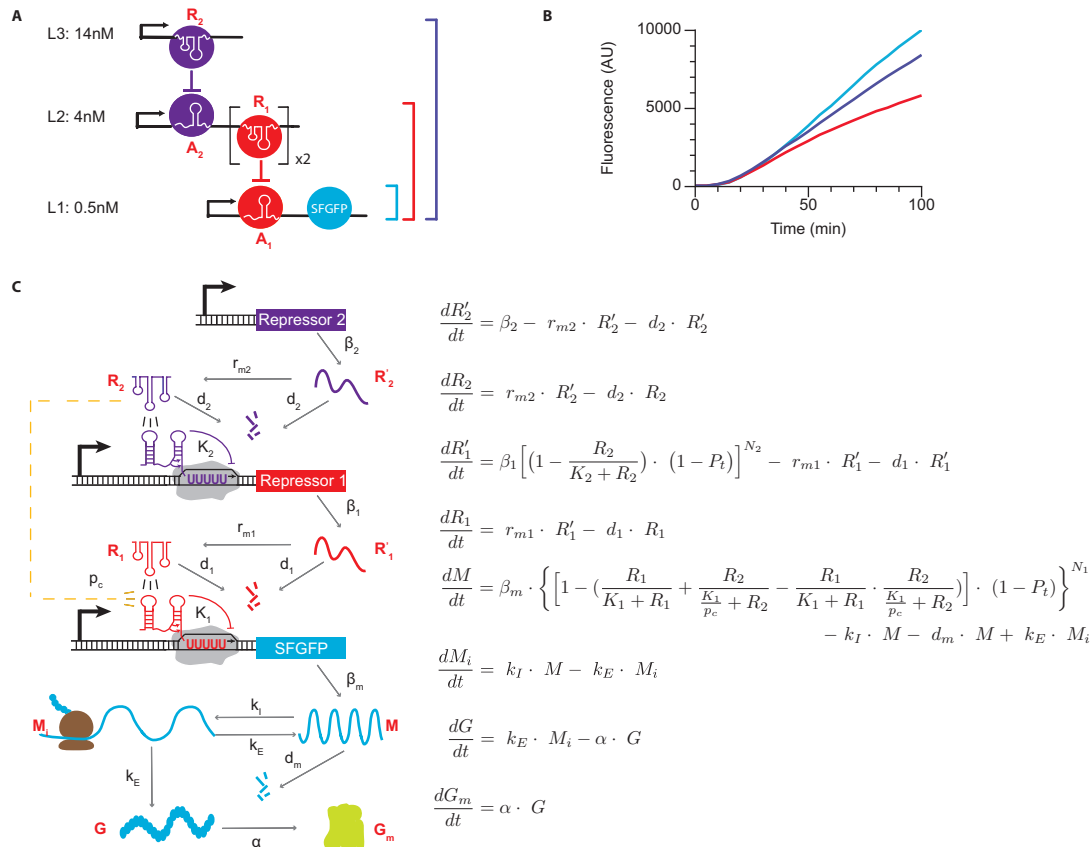 A
R2
L3: 14nM
L2: 4nM
A2
R1
x2
L1: 0.5nM
SFGFP
A1
B
10000
5000
0
Fluorescence (AU)
0
50
100
Time (min)
C
Repressor 2
β2
R2
rm2
R'2
d2
d2
K2
UUUUU
Repressor 1
β1
R1
rm1
R'1
d1
d1
pc
K1
UUUUU
SFGFP
βm
Mi
kI
M
kE
dm
kE
G
α
Gm
dR′2/dt = β2 − rm2 · R′2 − d2 · R′2
dR2/dt = rm2 · R′2 − d2 · R2
dR′1/dt = β1[(1 − R2/(K2 + R2)) · (1 − Pt)]^N2 − rm1 · R′1 − d1 · R′1
dR1/dt = rm1 · R′1 − d1 · R1
dM/dt = βm · {[1 − (R1/(K1 + R1) + R2/(K1/pc + R2) − R1/(K1 + R1) · R2/(K1/pc + R2))] · (1 − Pt)}^N1
− kI · M − dm · M + kE · Mi
dMi/dt = kI · M − kE · Mi
dG/dt = kE · Mi − α · G
dGm/dt = α · G